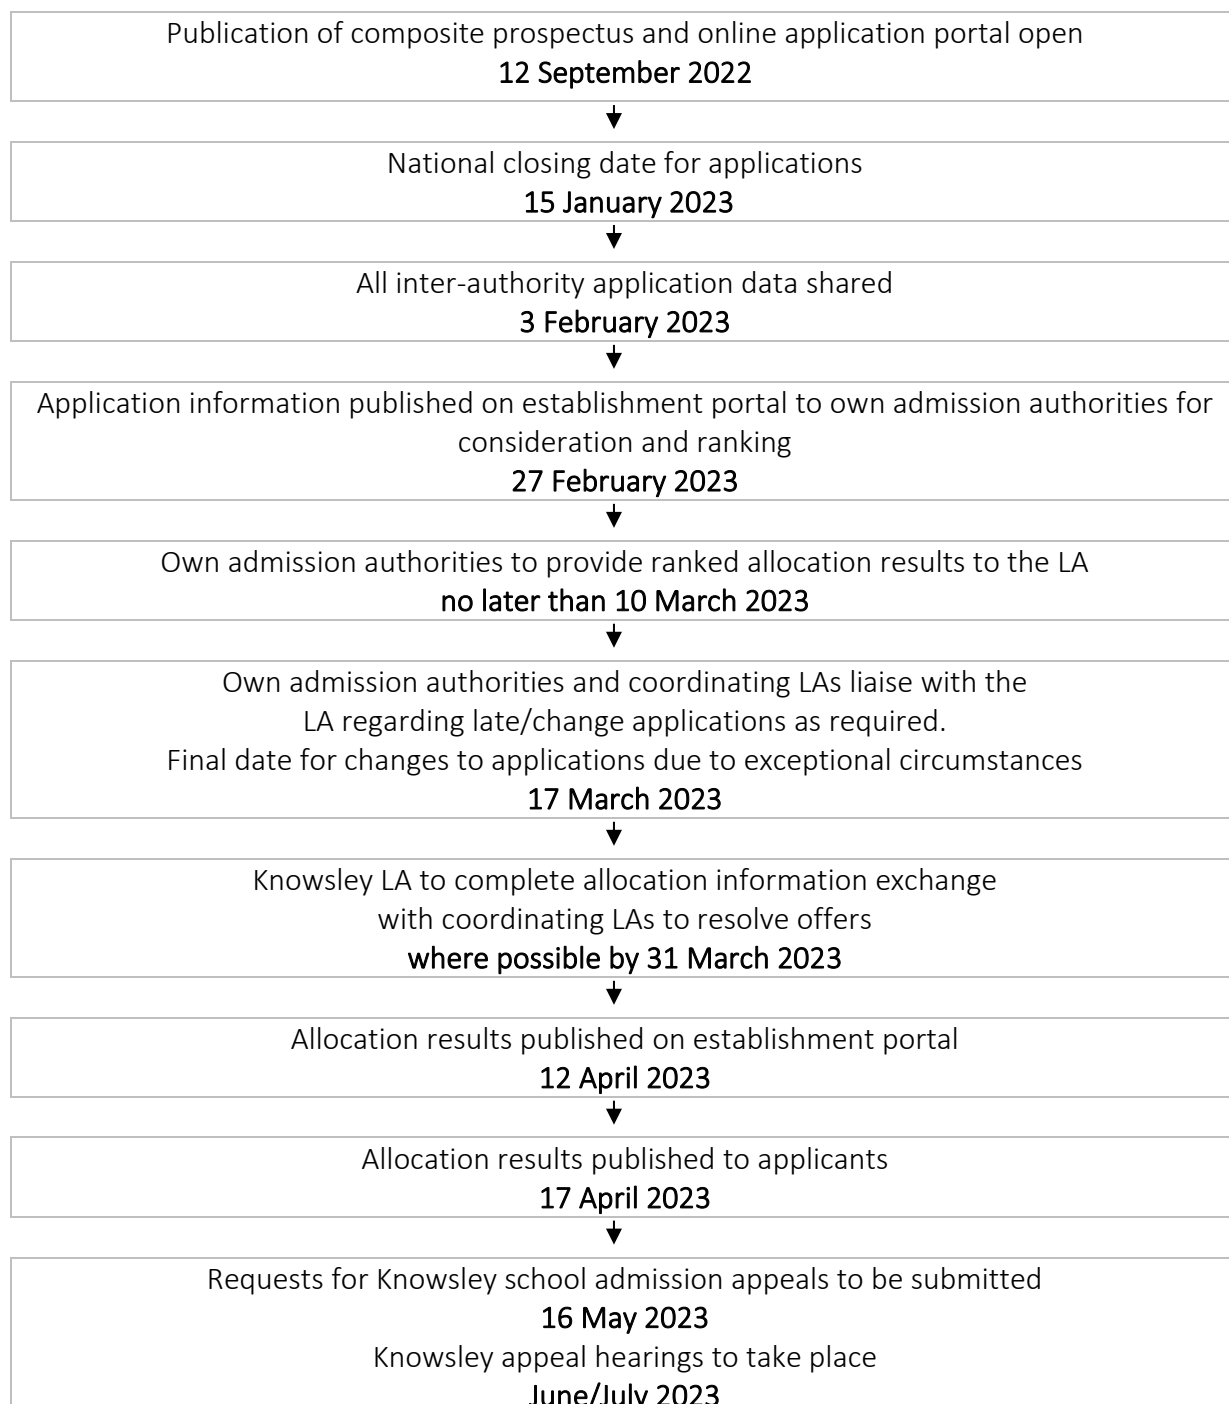 Publication of composite prospectus and online application portal open
12 September 2022
National closing date for applications
15 January 2023
All inter-authority application data shared
3 February 2023
Application information published on establishment portal to own admission authorities for
consideration and ranking
27 February 2023
Own admission authorities to provide ranked allocation results to the LA
no later than 10 March 2023
Own admission authorities and coordinating LAs liaise with the
LA regarding late/change applications as required.
Final date for changes to applications due to exceptional circumstances
17 March 2023
Knowsley LA to complete allocation information exchange
with coordinating LAs to resolve offers
where possible by 31 March 2023
Allocation results published on establishment portal
12 April 2023
Allocation results published to applicants
17 April 2023
Requests for Knowsley school admission appeals to be submitted
16 May 2023
Knowsley appeal hearings to take place
June/July 2023